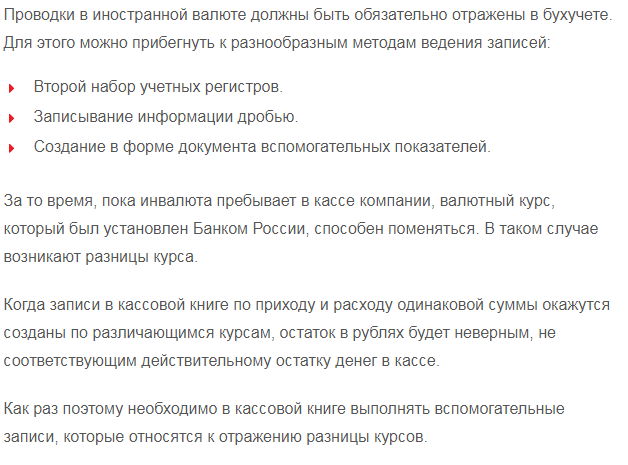 Проводки в иностранной валюте должны быть обязательно отражены в бухучете.
Для этого можно прибегнуть к разнообразным методам ведения записей:
Второй набор учетных регистров.
Записывание информации дробью.
Создание в форме документа вспомогательных показателей.
За то время, пока инвалюта пребывает в кассе компании, валютный курс,
который был установлен Банком России, способен поменяться. В таком случае
возникают разницы курса.
Когда записи в кассовой книге по приходу и расходу одинаковой суммы окажутся
созданы по различающимся курсам, остаток в рублях будет неверным, не
соответствующим действительному остатку денег в кассе.
Как раз поэтому необходимо в кассовой книге выполнять вспомогательные
записи, которые относятся к отражению разницы курсов.